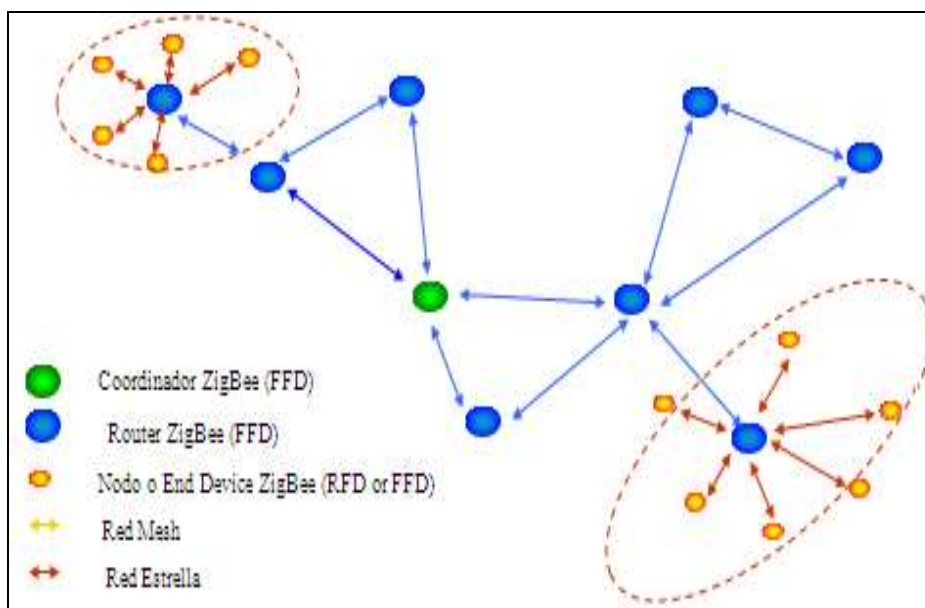 Coordinador ZigBee (FFD)
Router ZigBee (FFD)
Nodo o End Device ZigBee (RFD or FFD)
Red Mesh
Red Estrella